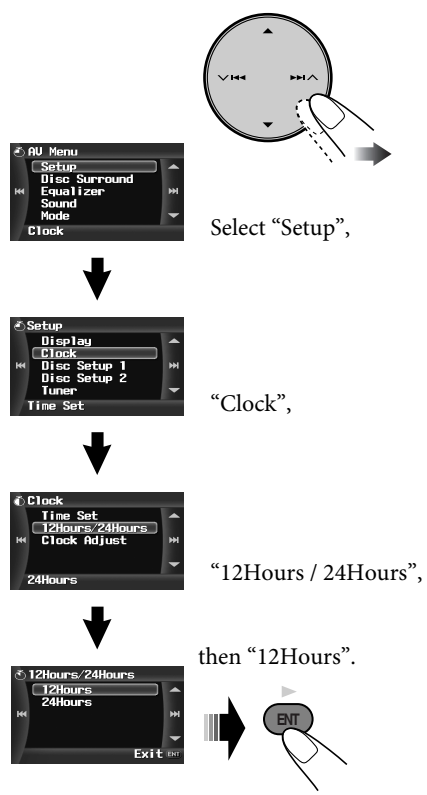 AV Menu
Setup
Disc Surround
Equalizer
Sound
Mode
Clock
Select “Setup”,
Setup
Display
Clock
Disc Setup 1
Disc Setup 2
Tuner
Time Set
“Clock”,
Clock
Time Set
12Hours/24Hours
Clock Adjust
24Hours
“12Hours / 24Hours”,
then “12Hours”.
12Hours/24Hours
12Hours
24Hours
Exit ENT
ENT